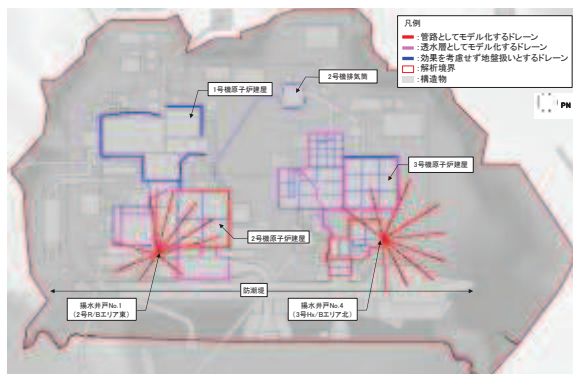 凡例
:管路としてモデル化するドレーン
:透水層としてモデル化するドレーン
:効果を考慮せず地盤扱いとするドレーン
:解析境界
:構造物
PN
2号機排気筒
1号機原子炉建屋
3号機原子炉建屋
2号機原子炉建屋
防潮堤
揚水井戸No.1
(2号R/Bエリア東)
揚水井戸No.4
(3号Hx/Bエリア北)